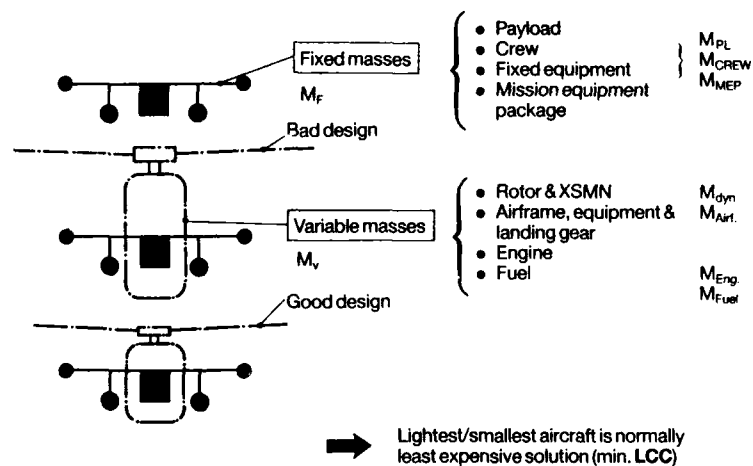 Fixed masses
M_F
● Payload
● Crew
● Fixed equipment
● Mission equipment
package
M_PL
M_CREW
M_MEP
Bad design
Variable masses
M_v
● Rotor & XSMN
● Airframe, equipment &
landing gear
● Engine
● Fuel
M_dyn
M_Airf.
M_Eng.
M_Fuel
Good design
Lightest/smallest aircraft is normally
least expensive solution (min. LCC)